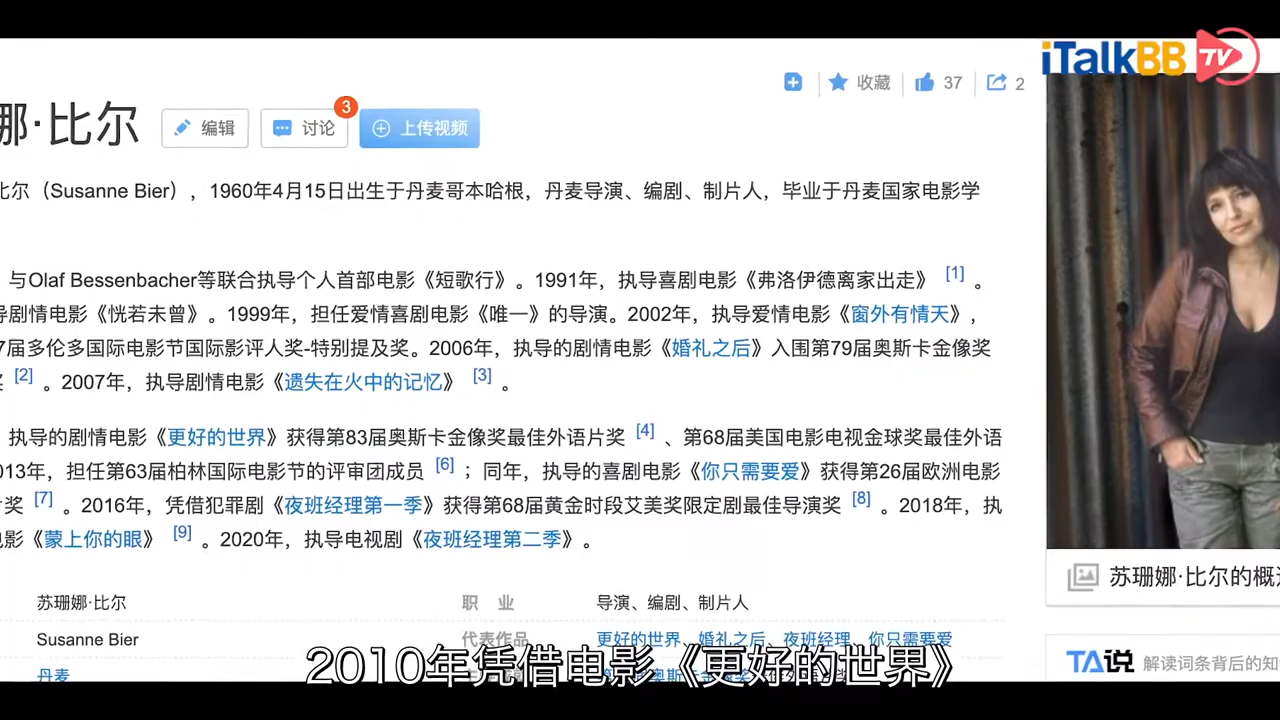 iTalkBB TV
收藏 37 2
娜·比尔 编辑 讨论 3 上传视频
比尔（Susanne Bier），1960年4月15日出生于丹麦哥本哈根，丹麦导演、编剧、制片人，毕业于丹麦国家电影学
与Olaf Bessenbacher等联合执导个人首部电影《短歌行》。1991年，执导喜剧电影《弗洛伊德离家出走》 [1] 。
导剧情电影《恍若未曾》。1999年，担任爱情喜剧电影《唯一》的导演。2002年，执导爱情电影《窗外有情天》，
7届多伦多国际电影节国际影评人奖-特别提及奖。2006年，执导的剧情电影《婚礼之后》入围第79届奥斯卡金像奖
奖 [2] 。2007年，执导剧情电影《遗失在火中的记忆》 [3] 。
执导的剧情电影《更好的世界》获得第83届奥斯卡金像奖最佳外语片奖 [4] 、第68届美国电影电视金球奖最佳外语
013年，担任第63届柏林国际电影节的评审团成员 [6] ；同年，执导的喜剧电影《你只需要爱》获得第26届欧洲电影
片奖 [7] 。2016年，凭借犯罪剧《夜班经理第一季》获得第68届黄金时段艾美奖限定剧最佳导演奖 [8] 。2018年，执
电影《蒙上你的眼》 [9] 。2020年，执导电视剧《夜班经理第二季》。
苏珊娜·比尔的概
苏珊娜·比尔 职 业 导演、编剧、制片人
Susanne Bier 代表作品 更好的世界、婚礼之后、夜班经理、你只需要爱
丹麦
TA说 解读词条背后的知
2010年凭借电影《更好的世界》